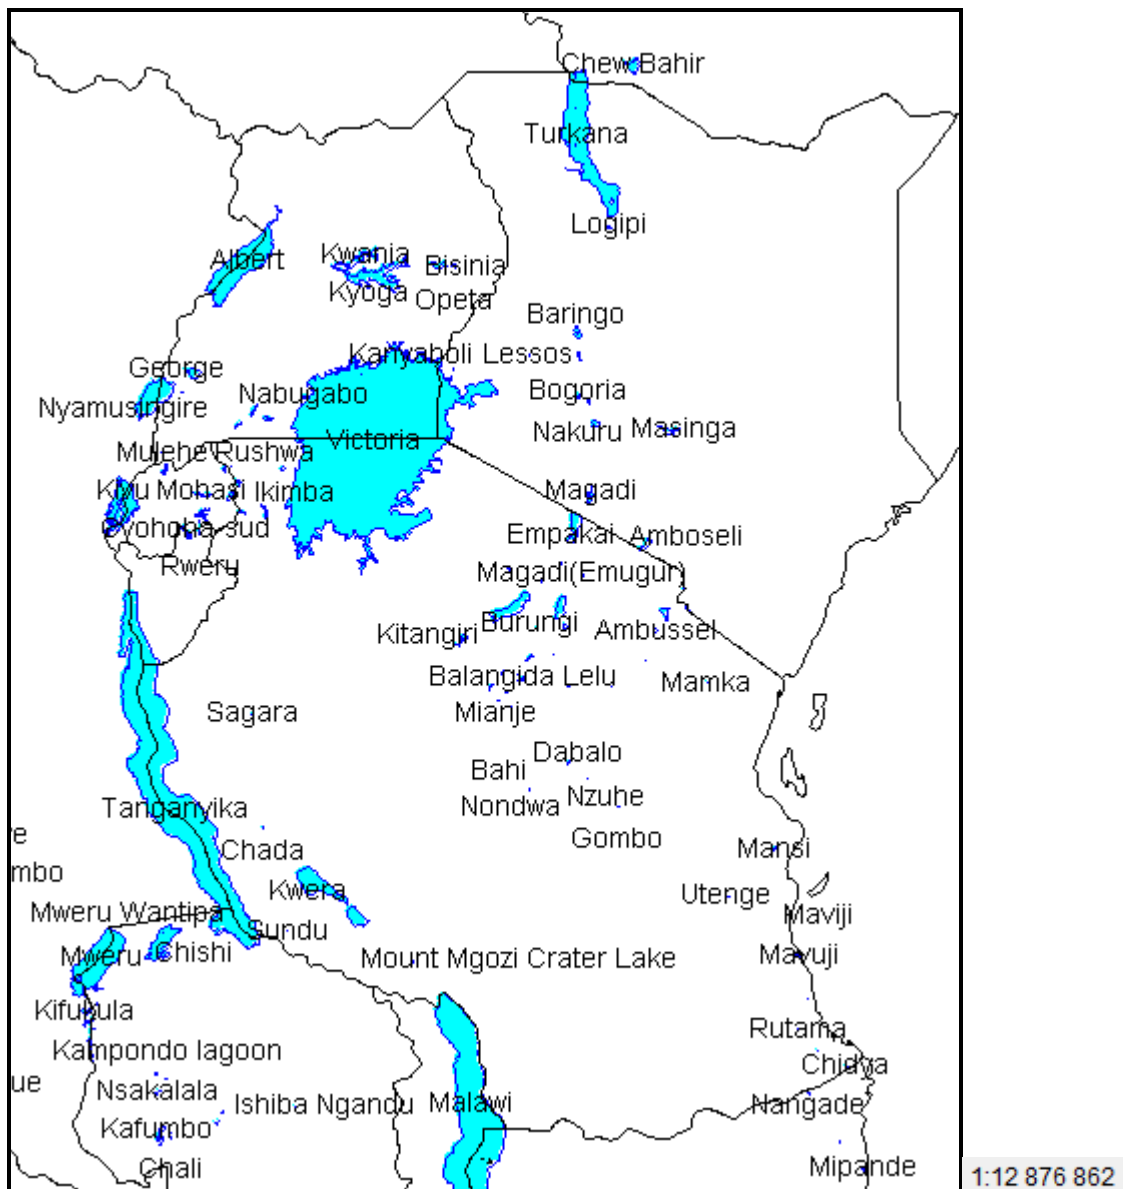 Chew Bahir
Turkana
Logipi
Albert
Kwania
Bisinia
Kyoga
Opeta
Baringo
Kanyaboli
Lessos
George
Nabugabo
Bogoria
Nyamusingire
Victoria
Nakuru
Masinga
Mulehe
Rushwa
Kivu
Mohasi
Ikimba
Magadi
Cyohoha-sud
Empakai
Amboseli
Rweru
Magadi(Emugur)
Kitangiri
Burungi
Ambussel
Balangida Lelu
Mamka
Sagara
Mianje
Dabalo
Bahi
Nondwa
Nzuhe
Tanganyika
Gombo
Chada
Mansi
e
mbo
Kwera
Utenge
Mweru Wantipa
Maviji
Sundu
Mweru
Chishi
Mount Mgozi Crater Lake
Mavuji
Kifukula
Rutama
Kampondo lagoon
Chidya
ue
Nsakalala
Ishiba Ngandu
Malawi
Nangade
Kafumbo
Chali
Mipande
1:12 876 862